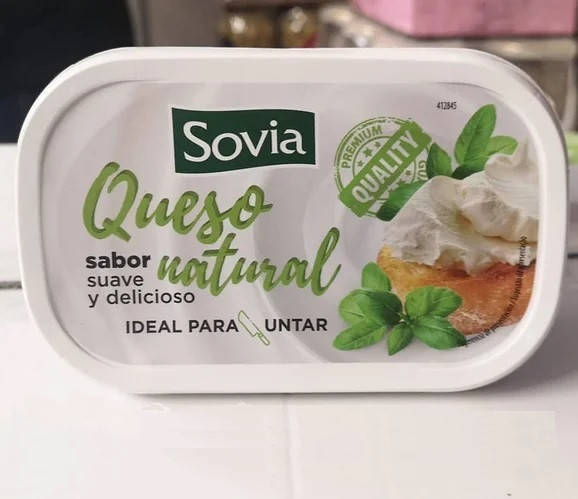 412845
Sovia
PREMIUM
QUALITY
Queso
natural
sabor
suave
y delicioso
IDEAL PARA UNTAR